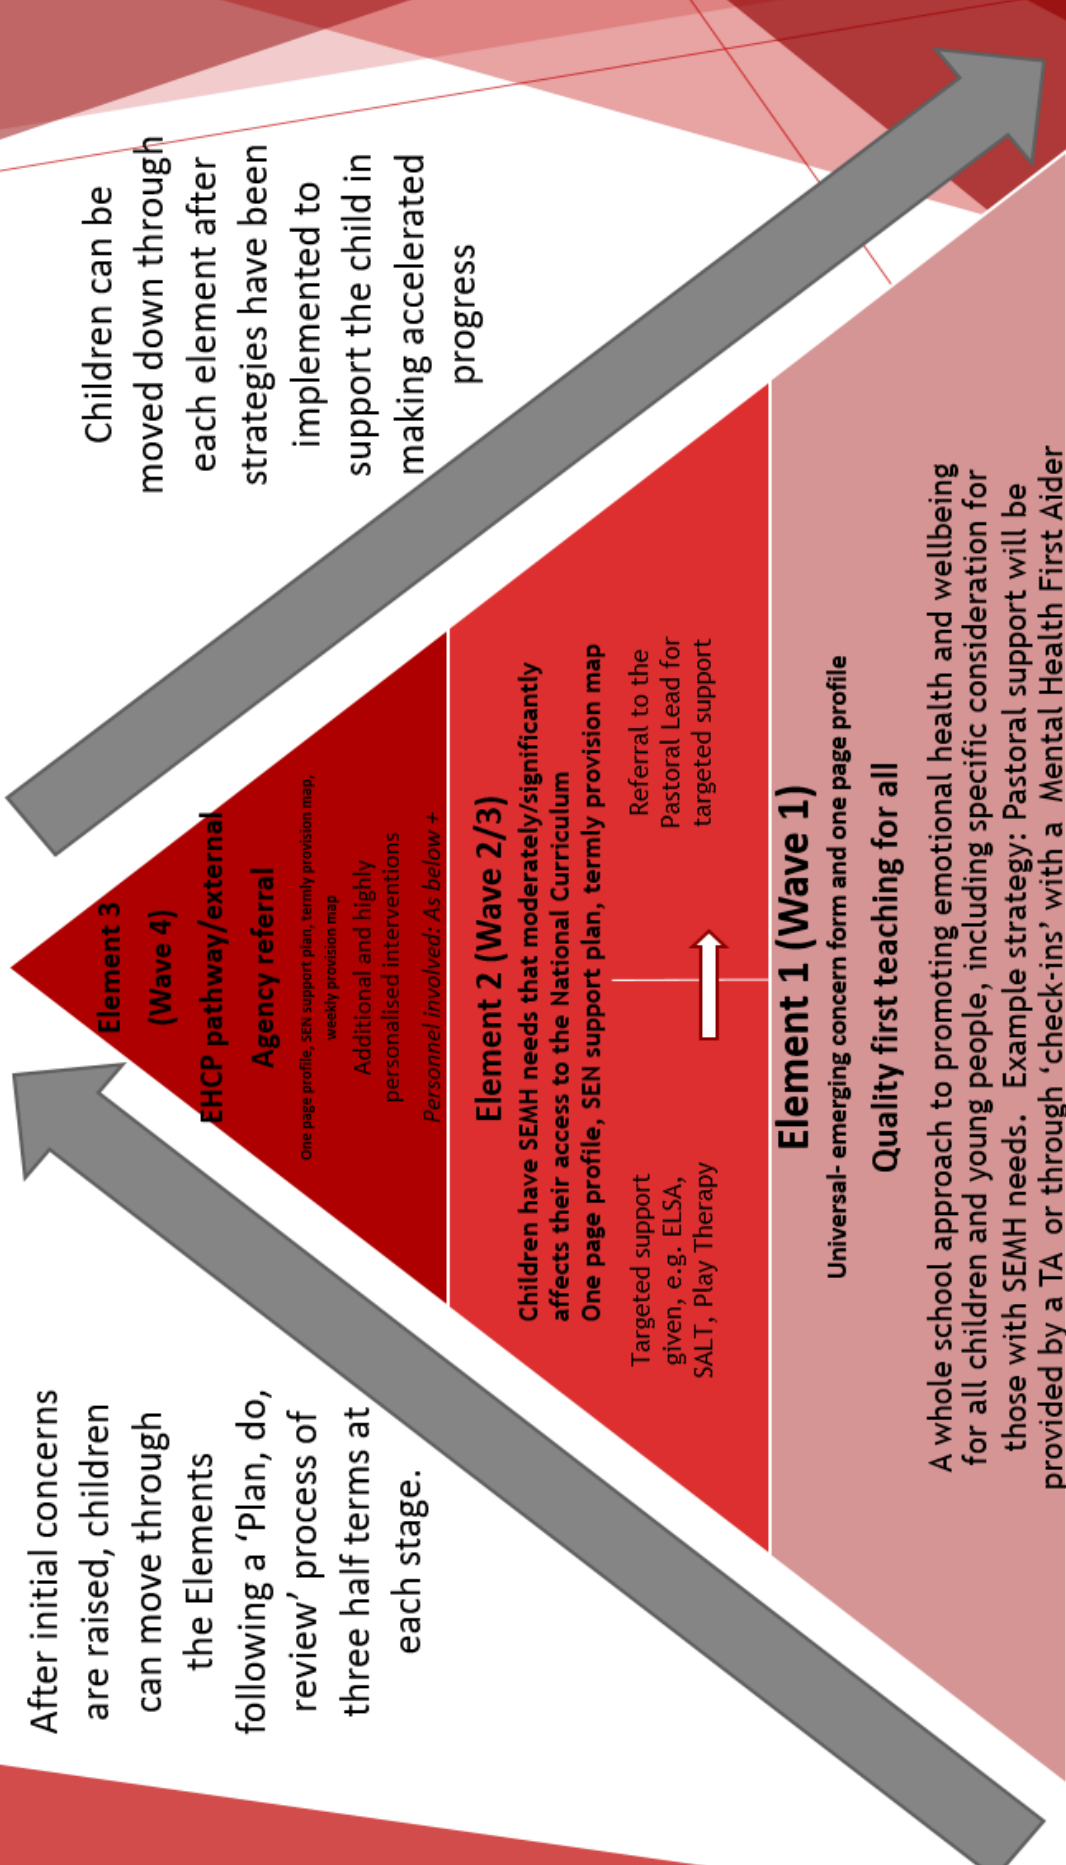 After initial concerns
are raised, children
can move through
the Elements
following a ‘Plan, do,
review’ process of
three half terms at
each stage.
Children can be
moved down through
each element after
strategies have been
implemented to
support the child in
making accelerated
progress
Element 3
(Wave 4)
EHCP pathway/external
Agency referral
One page profile, SEN support plan, termly provision map,
weekly provision map
Additional and highly
personalised interventions
Personnel involved: As below +
Element 2 (Wave 2/3)
Children have SEMH needs that moderately/significantly
affects their access to the National Curriculum
One page profile, SEN support plan, termly provision map
Targeted support
given, e.g. ELSA,
SALT, Play Therapy
Referral to the
Pastoral Lead for
targeted support
Element 1 (Wave 1)
Universal- emerging concern form and one page profile
Quality first teaching for all
A whole school approach to promoting emotional health and wellbeing
for all children and young people, including specific consideration for
those with SEMH needs. Example strategy: Pastoral support will be
provided by a TA or through ‘check-ins’ with a Mental Health First Aider